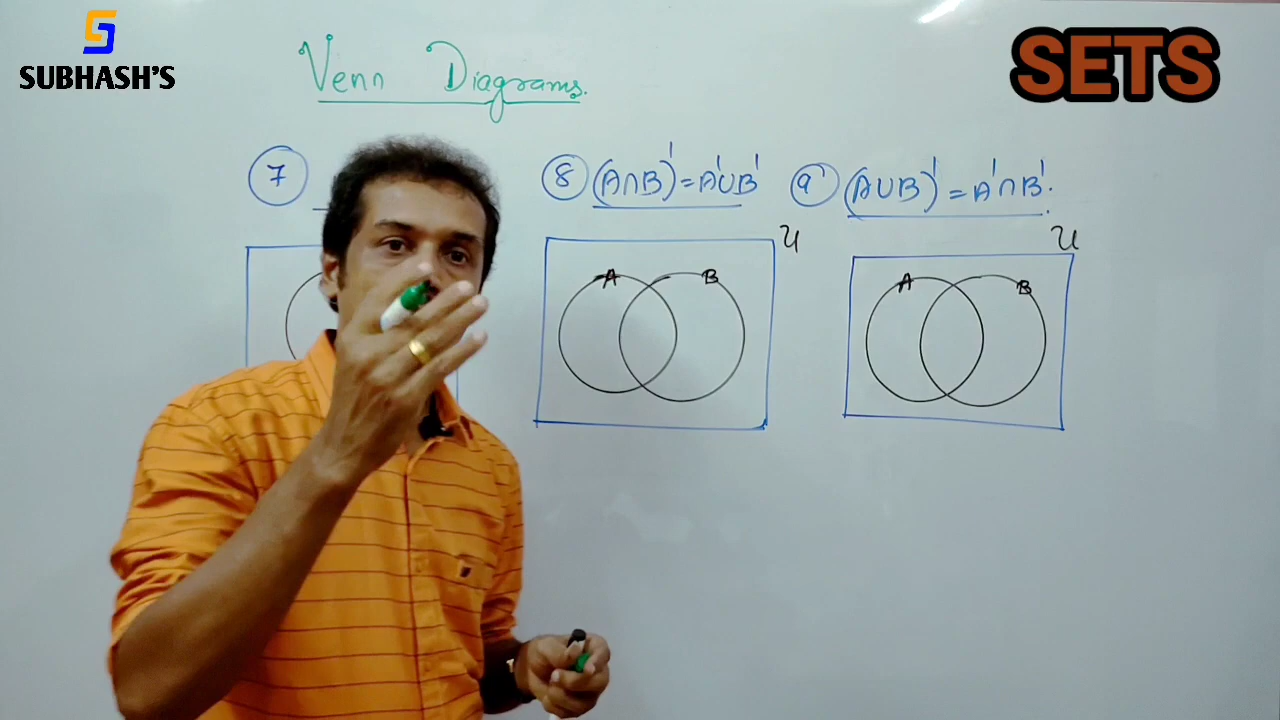 SUBHASH'S
SETS
Venn Diagrams.
7
8 (A∩B)' = A'∪B'
9 (A∪B)' = A'∩B'.
U
U
A B
A B